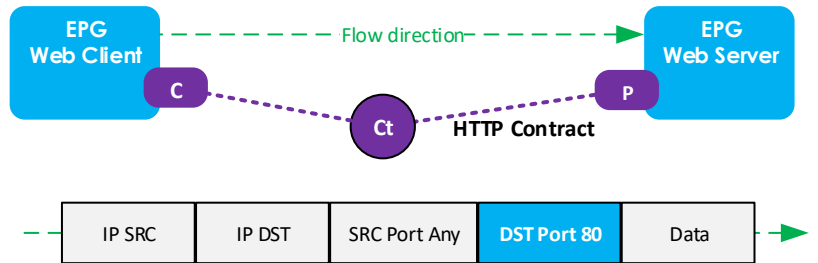 EPG
Web Client
Flow direction
EPG
Web Server
C
P
Ct
HTTP Contract
IP SRC
IP DST
SRC Port Any
DST Port 80
Data